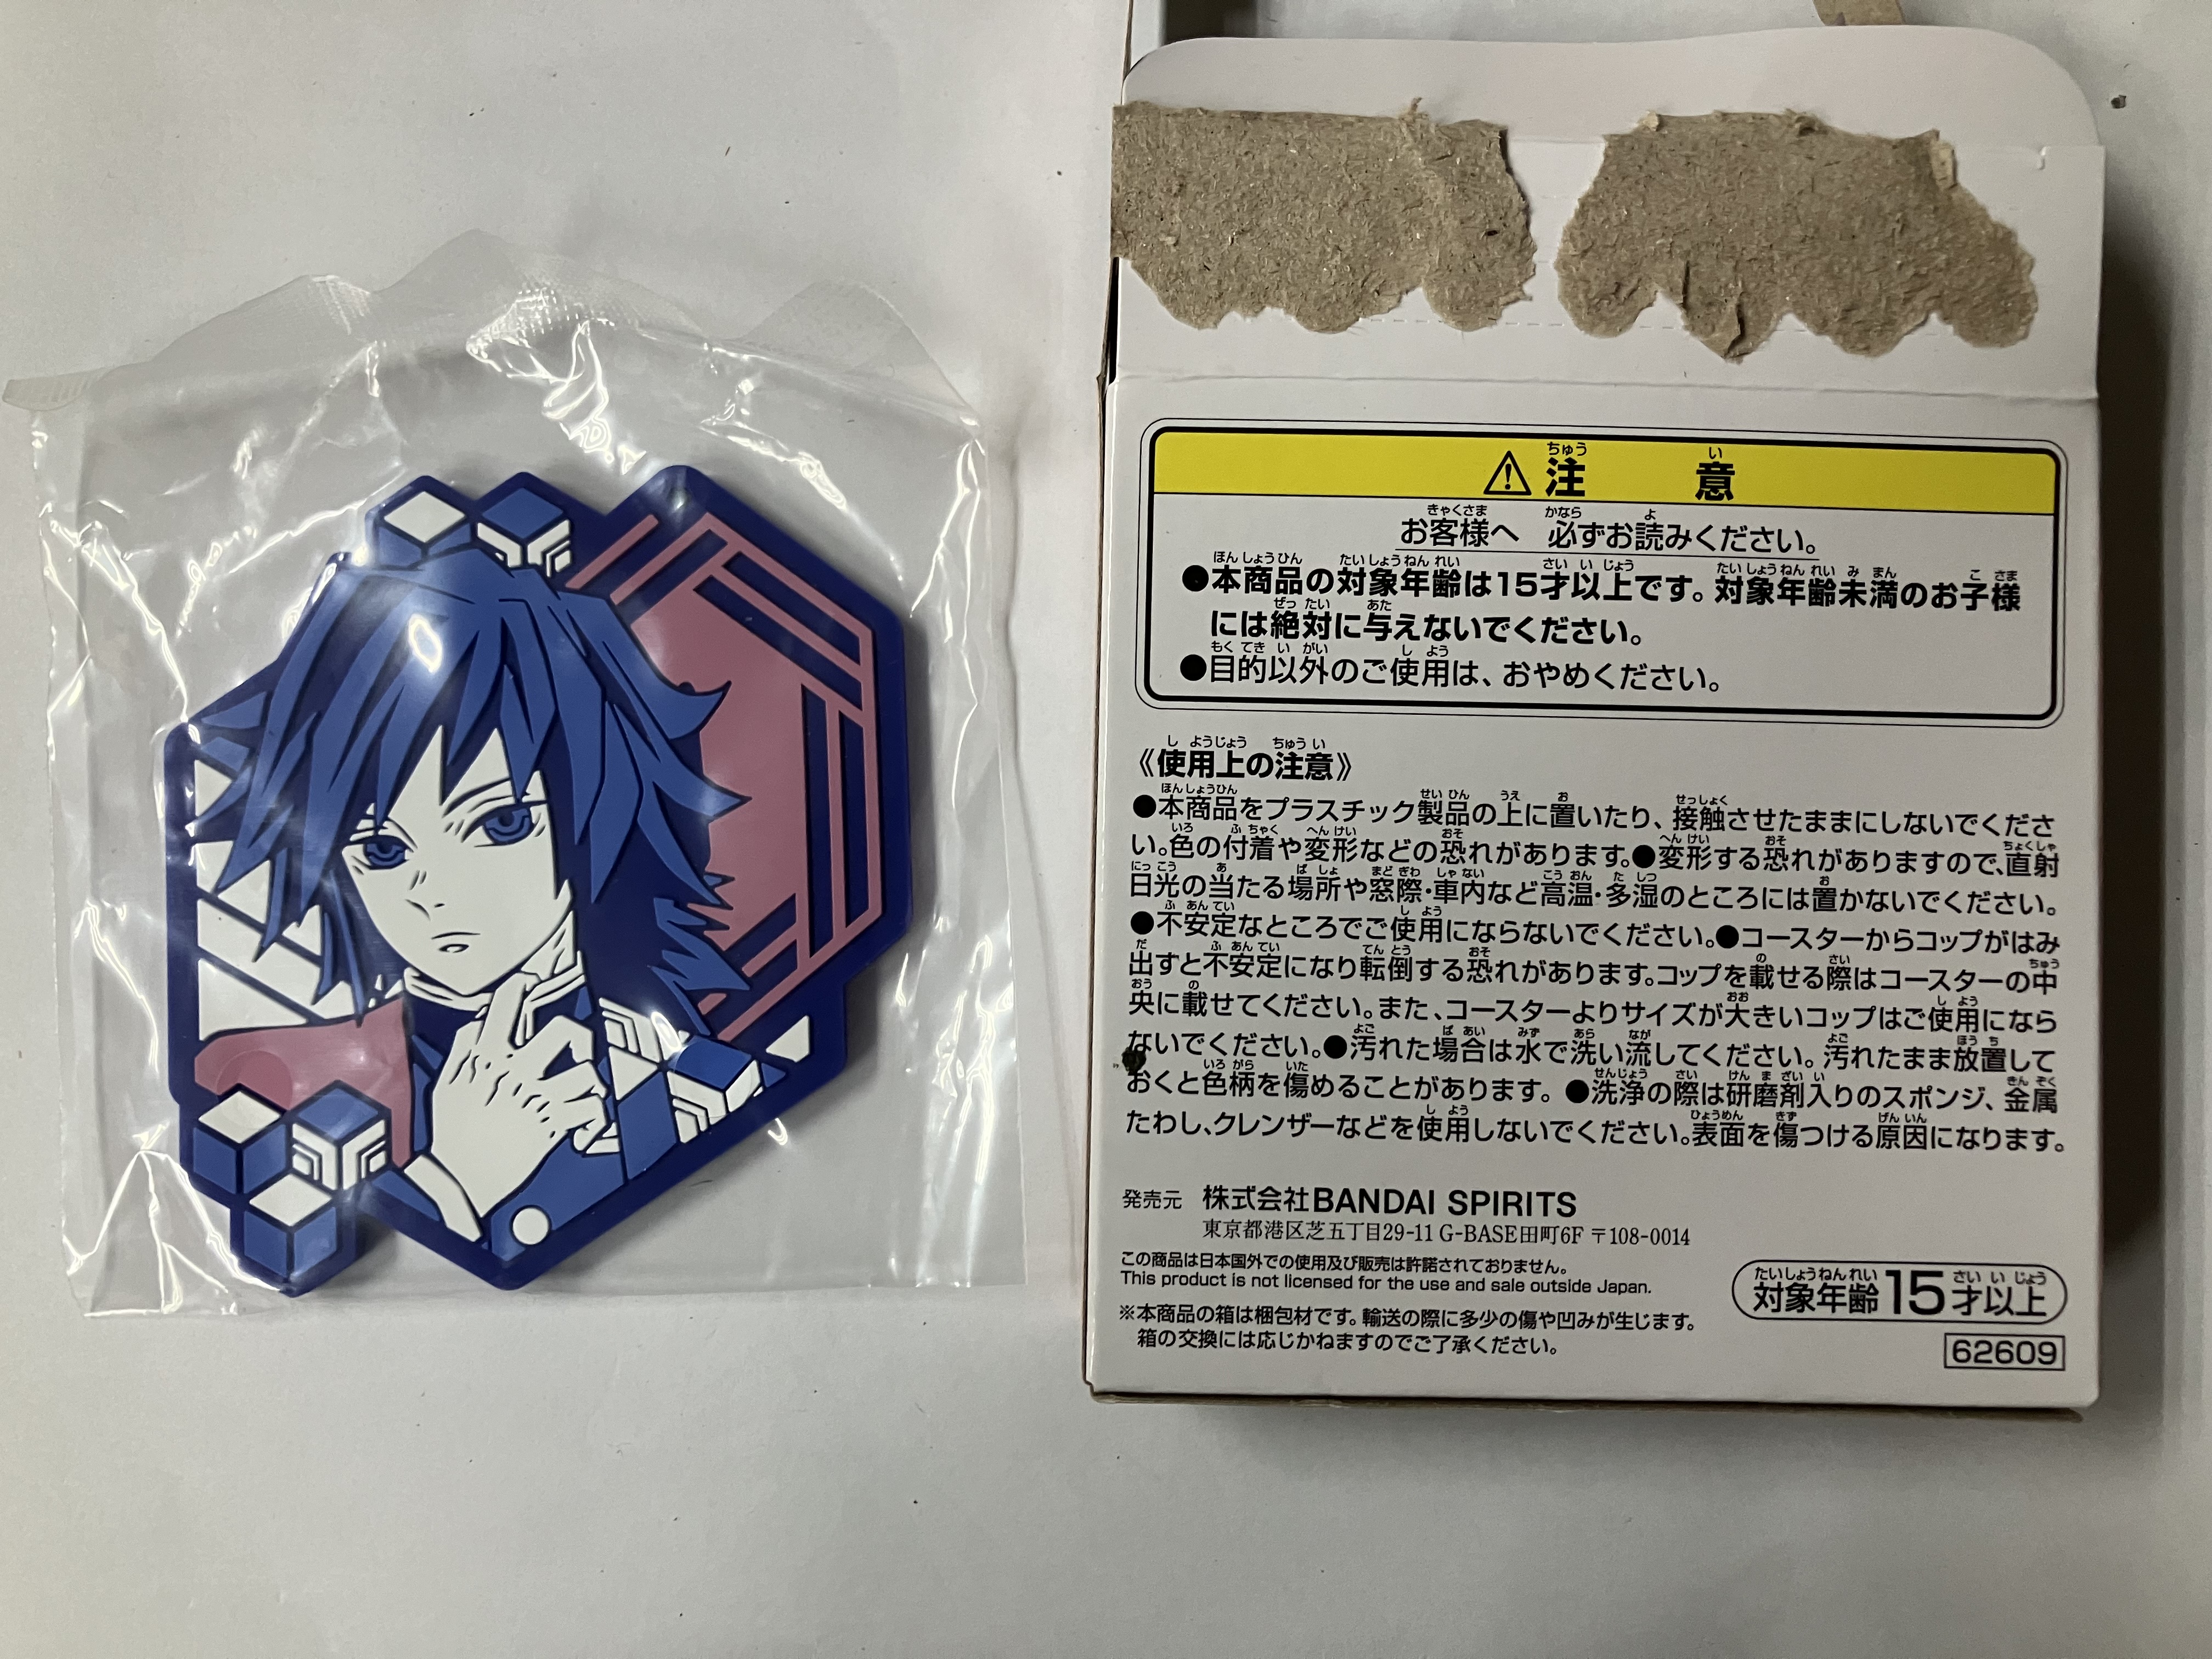 ⚠注 意
お客様へ 必ずお読みください。
●本商品の対象年齢は15才以上です。対象年齢未満のお子様
には絶対に与えないでください。
●目的以外のご使用は、おやめください。
《使用上の注意》
●本商品をプラスチック製品の上に置いたり、接触させたままにしないでくださ
い。色の付着や変形などの恐れがあります。●変形する恐れがありますので、直射
日光の当たる場所や窓際・車内など高温・多湿のところには置かないでください。
●不安定なところでご使用にならないでください。●コースターからコップがはみ
出すと不安定になり転倒する恐れがあります。コップを載せる際はコースターの中
央に載せてください。また、コースターよりサイズが大きいコップはご使用になら
ないでください。●汚れた場合は水で洗い流してください。汚れたまま放置して
おくと色柄を傷めることがあります。●洗浄の際は研磨剤入りのスポンジ、金属
たわし、クレンザーなどを使用しないでください。表面を傷つける原因になります。
発売元 株式会社BANDAI SPIRITS
東京都港区芝五丁目29-11 G-BASE田町6F 〒108-0014
この商品は日本国外での使用及び販売は許諾されておりません。
This product is not licensed for the use and sale outside Japan.
※本商品の箱は梱包材です。輸送の際に多少の傷や凹みが生じます。
箱の交換には応じかねますのでご了承ください。
対象年齢15才以上
62609